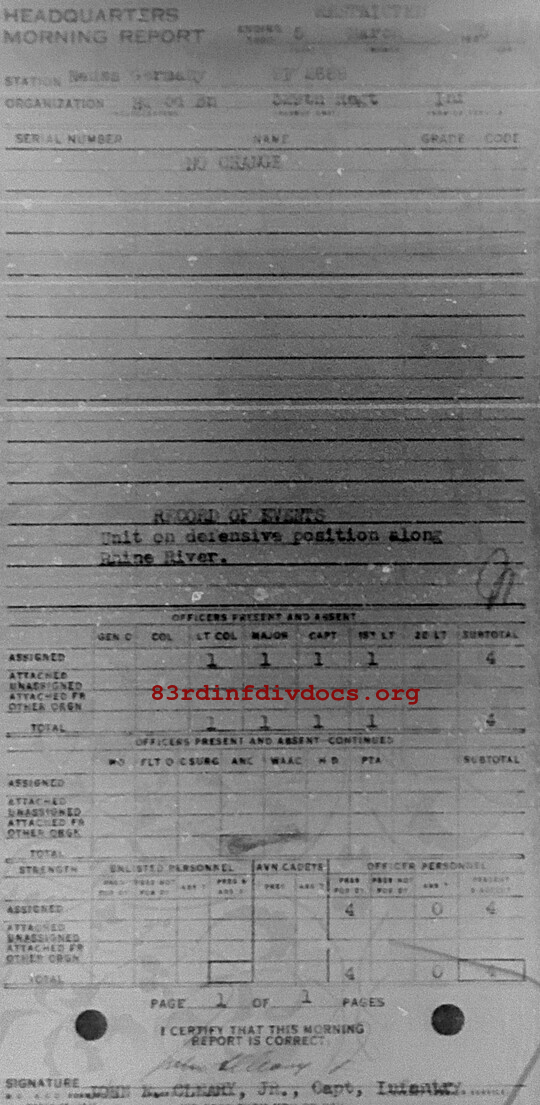 HEADQUARTERS RESTRICTED
MORNING REPORT ENDING 5 March
STATION Neuss Germany
ORGANIZATION Hq 329th Regt Inf
SERIAL NUMBER NAME GRADE CODE
NO CHANGE
RECORD OF EVENTS
Unit on defensive position along
Rhine River.
OFFICERS PRESENT AND ABSENT
GEN O COL LT COL MAJOR CAPT 1ST LT 2D LT SUBTOTAL
ASSIGNED 1 1 1 1 4
ATTACHED
UNASSIGNED
ATTACHED FR
OTHER ORGN
83rdinfdivdocs.org
TOTAL 1 1 1 1 4
OFFICERS PRESENT AND ABSENT—CONTINUED
WO FLT O C SURG ANC WAAC H D PTA SUBTOTAL
ASSIGNED
ATTACHED
UNASSIGNED
ATTACHED FR
OTHER ORGN
TOTAL
STRENGTH ENLISTED PERSONNEL AVN CADETS OFFICER PERSONNEL
ASSIGNED 4 0 4
ATTACHED
UNASSIGNED
ATTACHED FR
OTHER ORGN
TOTAL 4 0 4
PAGE 1 OF 1 PAGES
I CERTIFY THAT THIS MORNING
REPORT IS CORRECT
SIGNATURE JOHN E. CLEARY, JR., Capt, Infantry